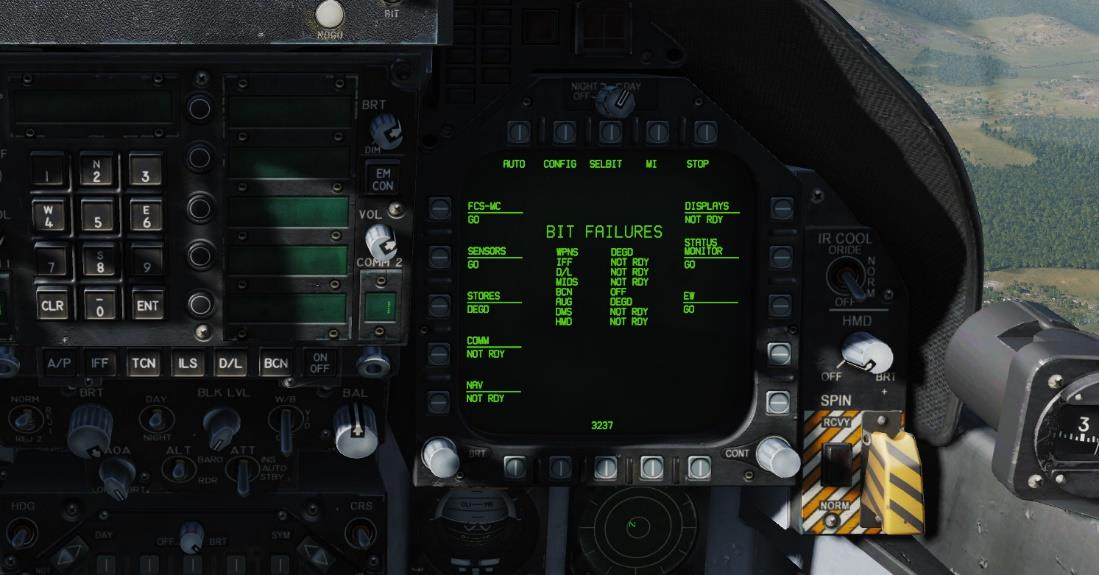 BIT
NOGO
NIGHT DAY
OFF
BRT
DIM
EM
CON
VOL
COMM 2
1
N
2
3
W
4
5
E
6
7
S
8
9
CLR
–
0
ENT
A/P
IFF
TCN
ILS
D/L
BCN
ON
OFF
AUTO CONFIG SELBIT MI STOP
FCS-MC
GO
SENSORS
GO
STORES
DEGD
COMM
NOT RDY
NAV
NOT RDY
BIT FAILURES
WPNS DEGD
IFF NOT RDY
D/L NOT RDY
MIDS NOT RDY
BCN OFF
AUG DEGD
DMS NOT RDY
HMD NOT RDY
DISPLAYS
NOT RDY
STATUS
MONITOR
GO
EW
GO
3237
BRT
CONT
IR COOL
ORIDE
NORM
OFF
HMD
OFF BRT
SPIN
RCVY
NORM
NORM
REJ 2
BRT
DAY
NIGHT
BLK LVL
W/B
BAL
AOA
ALT
BARO
RDR
ATT
INS
AUTO
STBY
HDG
DAY
OFF
BRT
SYM
CRS
N
3